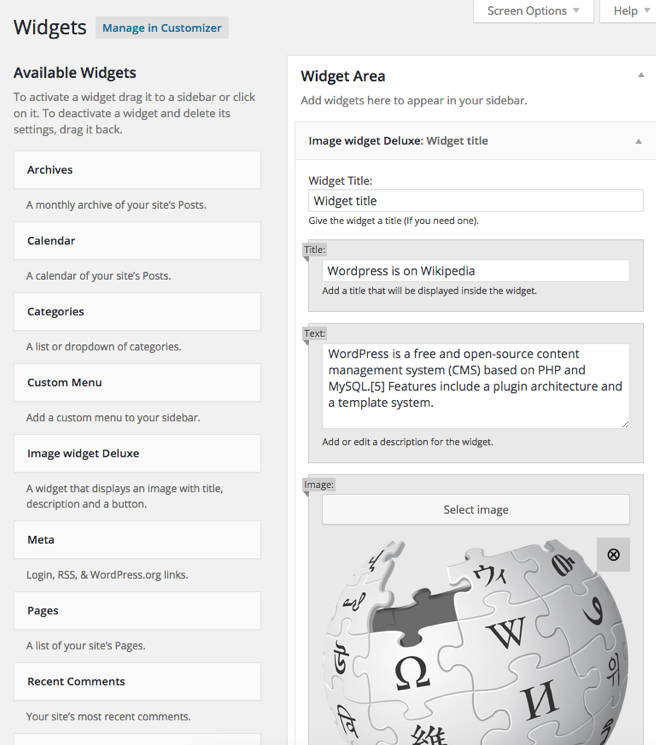 Screen Options
Help
Widgets
Manage in Customizer
Available Widgets
To activate a widget drag it to a sidebar or click
on it. To deactivate a widget and delete its
settings, drag it back.
Archives
A monthly archive of your site’s Posts.
Calendar
A calendar of your site’s Posts.
Categories
A list or dropdown of categories.
Custom Menu
Add a custom menu to your sidebar.
Image widget Deluxe
A widget that displays an image with title,
description and a button.
Meta
Login, RSS, & WordPress.org links.
Pages
A list of your site’s Pages.
Recent Comments
Your site’s most recent comments.
Widget Area
Add widgets here to appear in your sidebar.
Image widget Deluxe: Widget title
Widget Title:
Widget title
Give the widget a title (If you need one).
Title:
Wordpress is on Wikipedia
Add a title that will be displayed inside the widget.
Text:
WordPress is a free and open-source content
management system (CMS) based on PHP and
MySQL.[5] Features include a plugin architecture and
a template system.
Add or edit a description for the widget.
Image:
Select image
ウィ
W
Ω
И
維